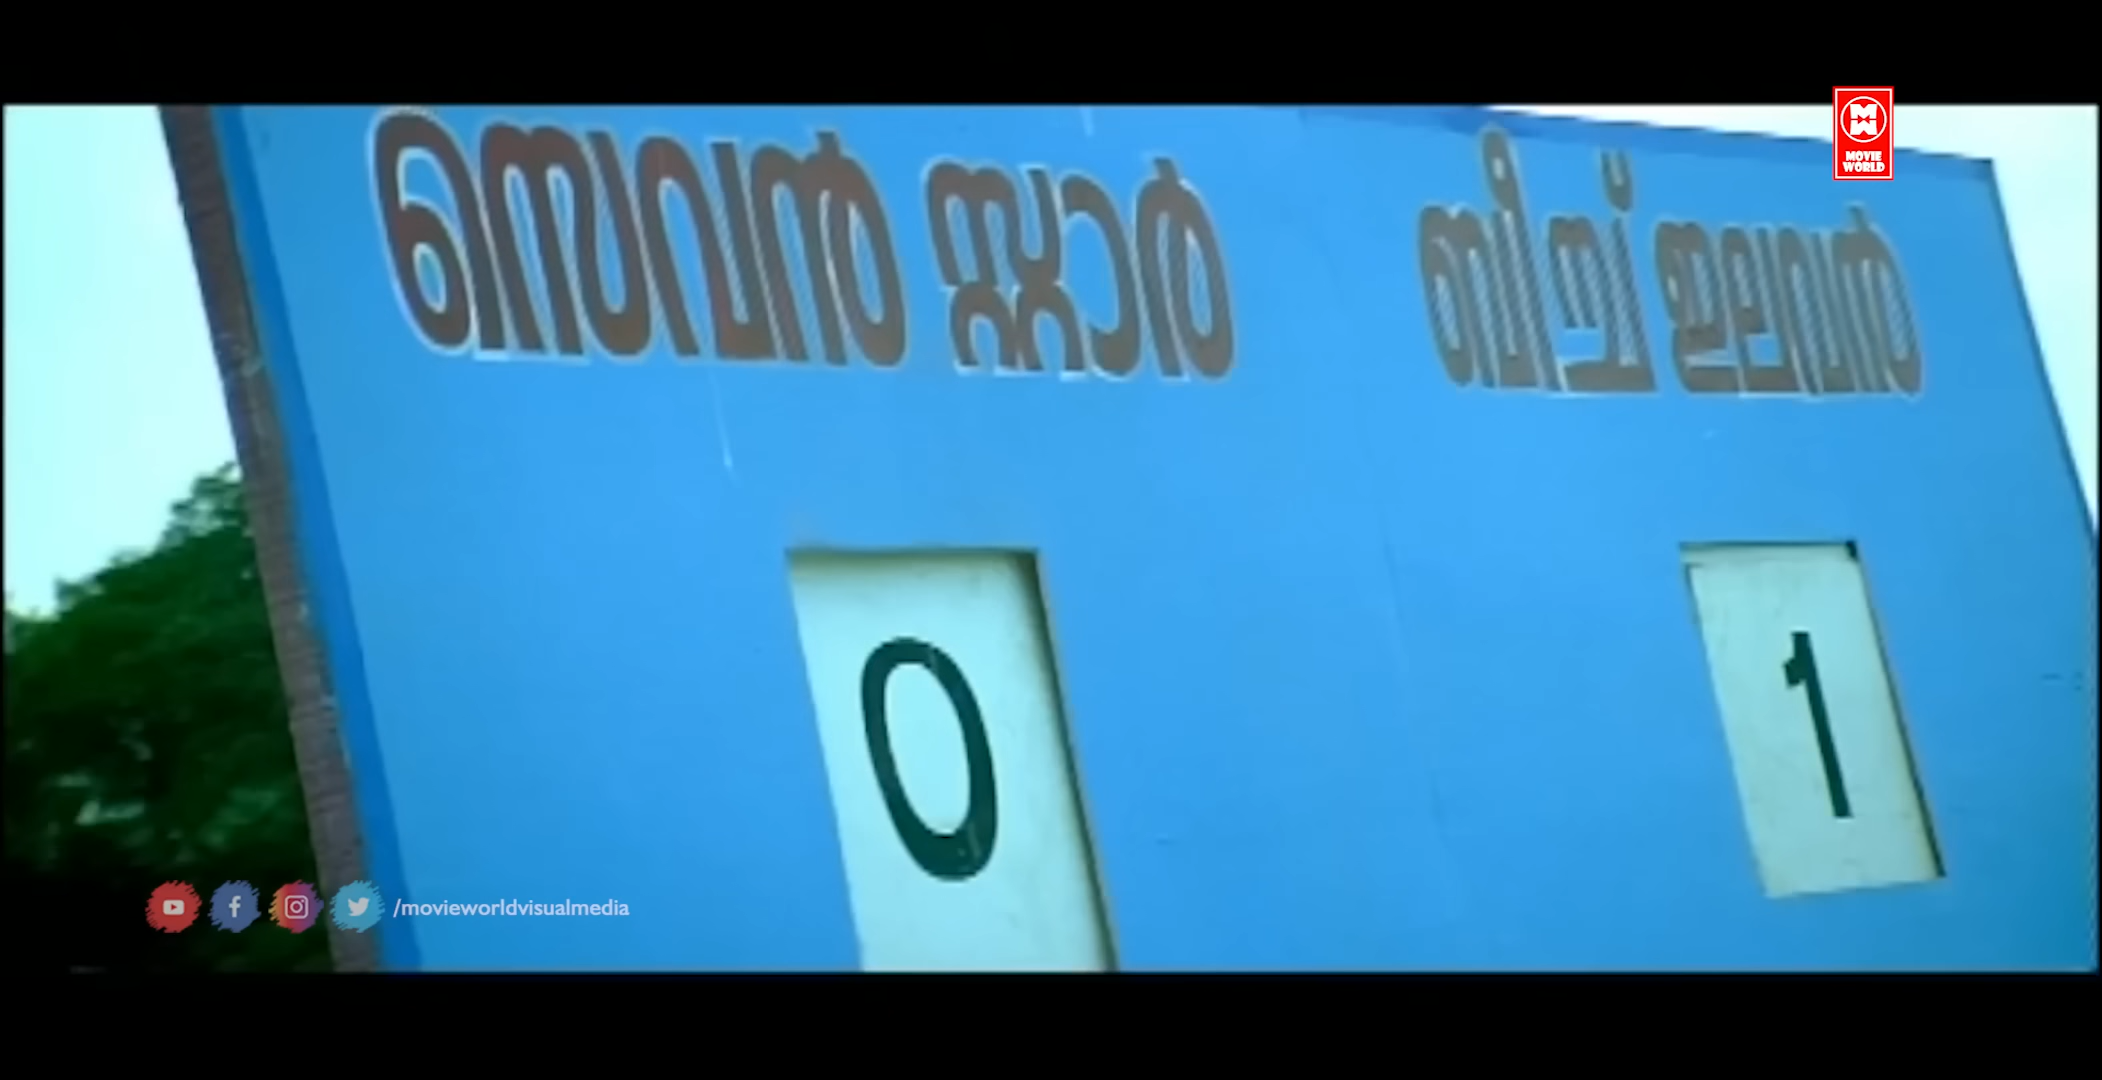 സെവൻ സ്റ്റാർ
ബീച്ച് ഇലവൻ
0
1
MOVIE
WORLD
/movieworldvisualmedia